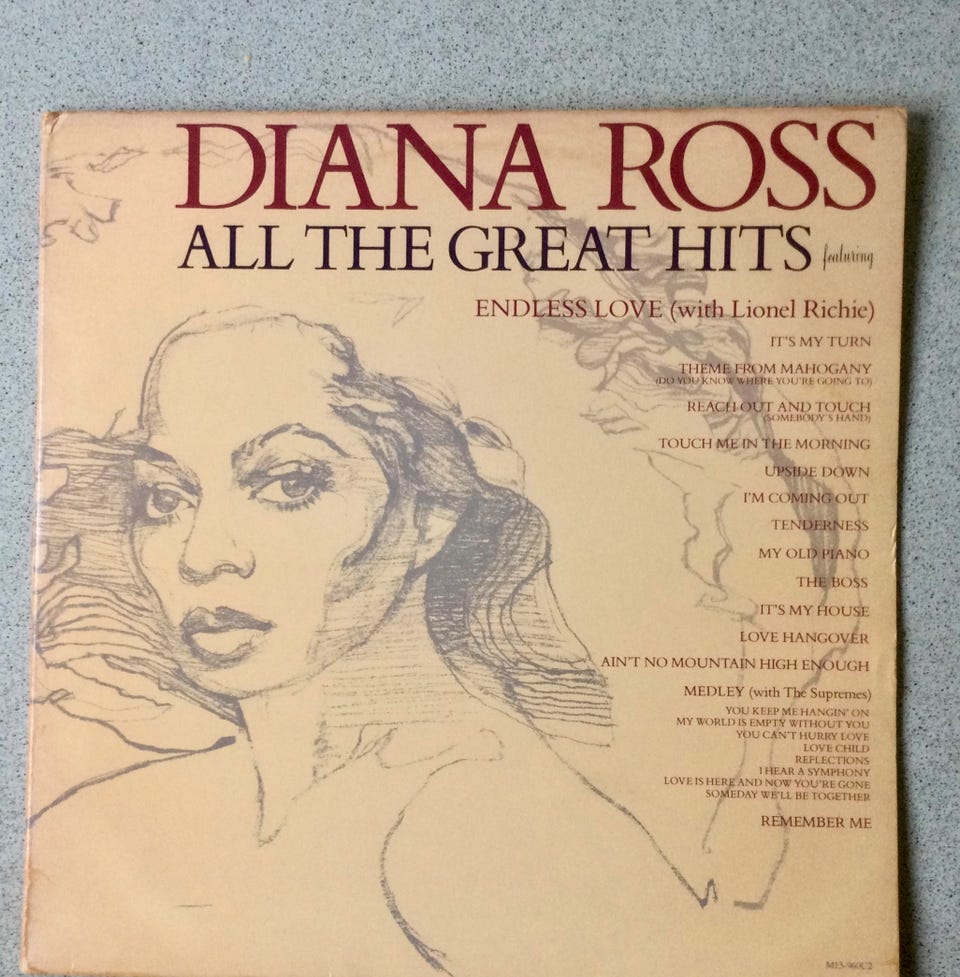 DIANA ROSS
ALL THE GREAT HITS featuring
ENDLESS LOVE (with Lionel Richie)
IT'S MY TURN
THEME FROM MAHOGANY
(DO YOU KNOW WHERE YOU'RE GOING TO)
REACH OUT AND TOUCH
(SOMEBODY'S HAND)
TOUCH ME IN THE MORNING
UPSIDE DOWN
I'M COMING OUT
TENDERNESS
MY OLD PIANO
THE BOSS
IT'S MY HOUSE
LOVE HANGOVER
AIN'T NO MOUNTAIN HIGH ENOUGH
MEDLEY (with The Supremes)
YOU KEEP ME HANGIN' ON
MY WORLD IS EMPTY WITHOUT YOU
YOU CAN'T HURRY LOVE
LOVE CHILD
REFLECTIONS
I HEAR A SYMPHONY
LOVE IS HERE AND NOW YOU'RE GONE
SOMEDAY WE'LL BE TOGETHER
REMEMBER ME
M13-960C2